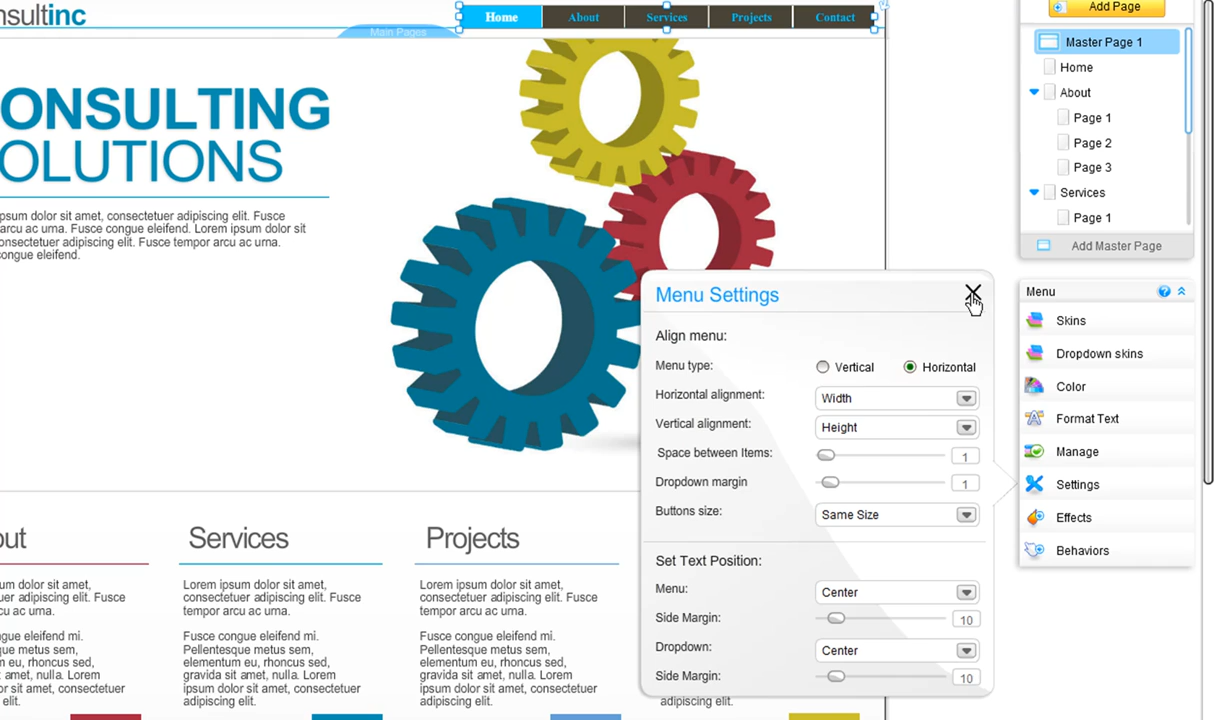 nsultinc
Home About Services Projects Contact
Main Pages
ONSULTING
OLUTIONS
psum dolor sit amet, consectetuer adipiscing elit. Fusce
arcu ac urna. Fusce congue eleifend. Lorem ipsum dolor sit
onsectetuer adipiscing elit. Fusce tempor arcu ac urna.
congue eleifend.
out
um dolor sit amet,
uer adipiscing elit. Fusce
arcu ac urna.
ngue eleifend mi.
que metus sem,
m eu, rhoncus sed,
t amet, nulla. Lorem
r sit amet, consectetuer
elit.
Services
Lorem ipsum dolor sit amet,
consectetuer adipiscing elit. Fusce
tempor arcu ac urna.
Fusce congue eleifend mi.
Pellentesque metus sem,
elementum eu, rhoncus sed,
gravida sit amet, nulla. Lorem
ipsum dolor sit amet, consectetuer
adipiscing elit.
Projects
Lorem ipsum dolor sit amet,
consectetuer adipiscing elit. Fusce
tempor arcu ac urna.
Fusce congue eleifend mi.
Pellentesque metus sem,
elementum eu, rhoncus sed,
gravida sit amet, nulla. Lorem
ipsum dolor sit amet, consectetuer
adipiscing elit.
adipiscing elit.
Menu Settings
Align menu:
Menu type: Vertical Horizontal
Horizontal alignment: Width
Vertical alignment: Height
Space between Items: 1
Dropdown margin 1
Buttons size: Same Size
Set Text Position:
Menu: Center
Side Margin: 10
Dropdown: Center
Side Margin: 10
Add Page
Master Page 1
Home
About
Page 1
Page 2
Page 3
Services
Page 1
Add Master Page
Menu ?
Skins
Dropdown skins
Color
Format Text
Manage
Settings
Effects
Behaviors